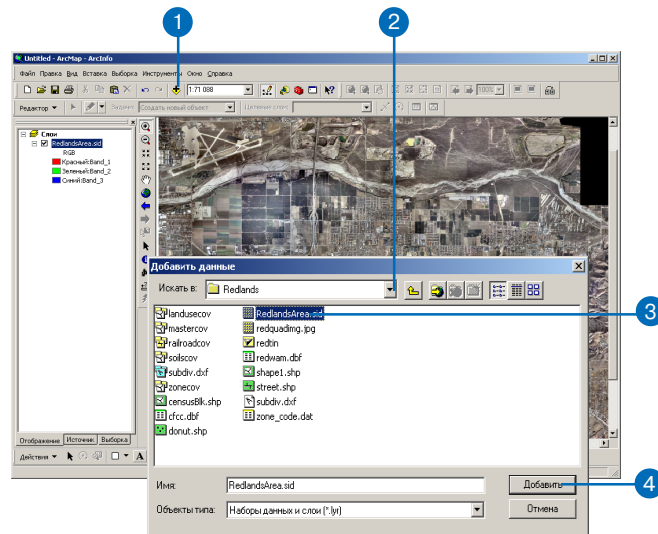 1
2
Untitled - ArcMap - ArcInfo
Файл Правка Вид Вставка Выборка Инструменты Окно Справка
1:71 088
100%
Редактор Задача: Создать новый объект Целевые слои:
Слои
RedlandsArea.sid
RGB
Красный:Band_1
Зеленый:Band_2
Синий:Band_3
Добавить данные
Искать в: Redlands
landusecov
mastercov
railroadcov
soilscov
subdiv.dxf
zonecov
censusBlk.shp
cfcc.dbf
donut.shp
RedlandsArea.sid
redquadimg.jpg
redtin
redwam.dbf
shape1.shp
street.shp
subdiv.dxf
zone_code.dat
3
Отображение Источник Выборка
Действия A
Имя: RedlandsArea.sid Добавить
4
Объекты типа: Наборы данных и слои (*.lyr) Отмена